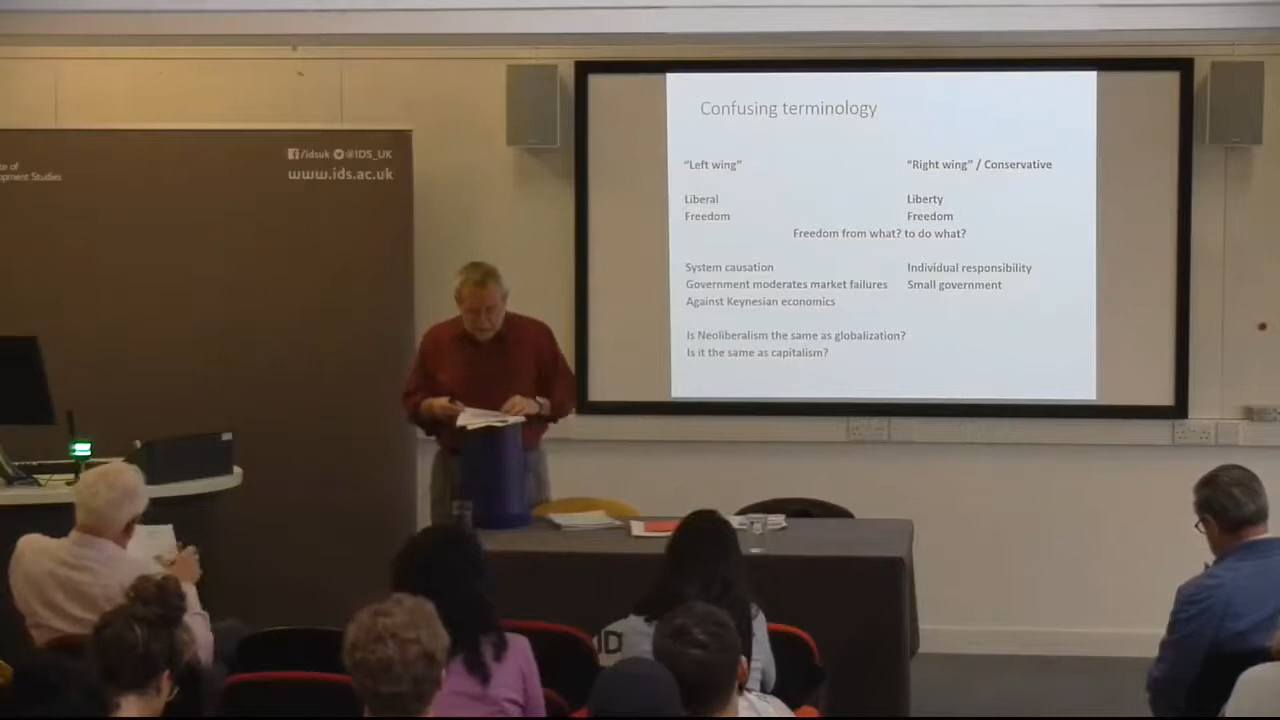 te of
opment Studies
/idsuk @IDS_UK
www.ids.ac.uk
Confusing terminology
"Left wing"
"Right wing" / Conservative
Liberal
Liberty
Freedom
Freedom
Freedom from what? to do what?
System causation
Individual responsibility
Government moderates market failures
Small government
Against Keynesian economics
Is Neoliberalism the same as globalization?
Is it the same as capitalism?
ID